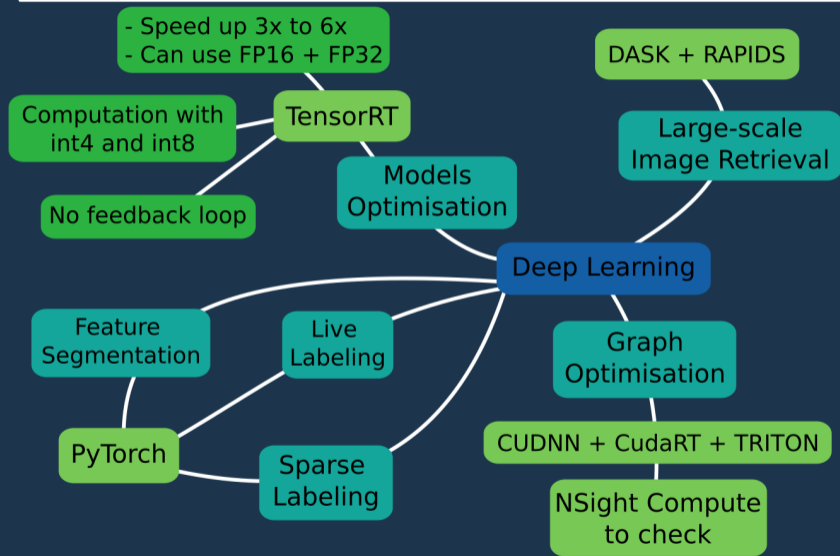 - Speed up 3x to 6x
- Can use FP16 + FP32
DASK + RAPIDS
Computation with
int4 and int8
TensorRT
Large-scale
Image Retrieval
Models
Optimisation
No feedback loop
Deep Learning
Feature
Segmentation
Live
Labeling
Graph
Optimisation
PyTorch
CUDNN + CudaRT + TRITON
Sparse
Labeling
NSight Compute
to check